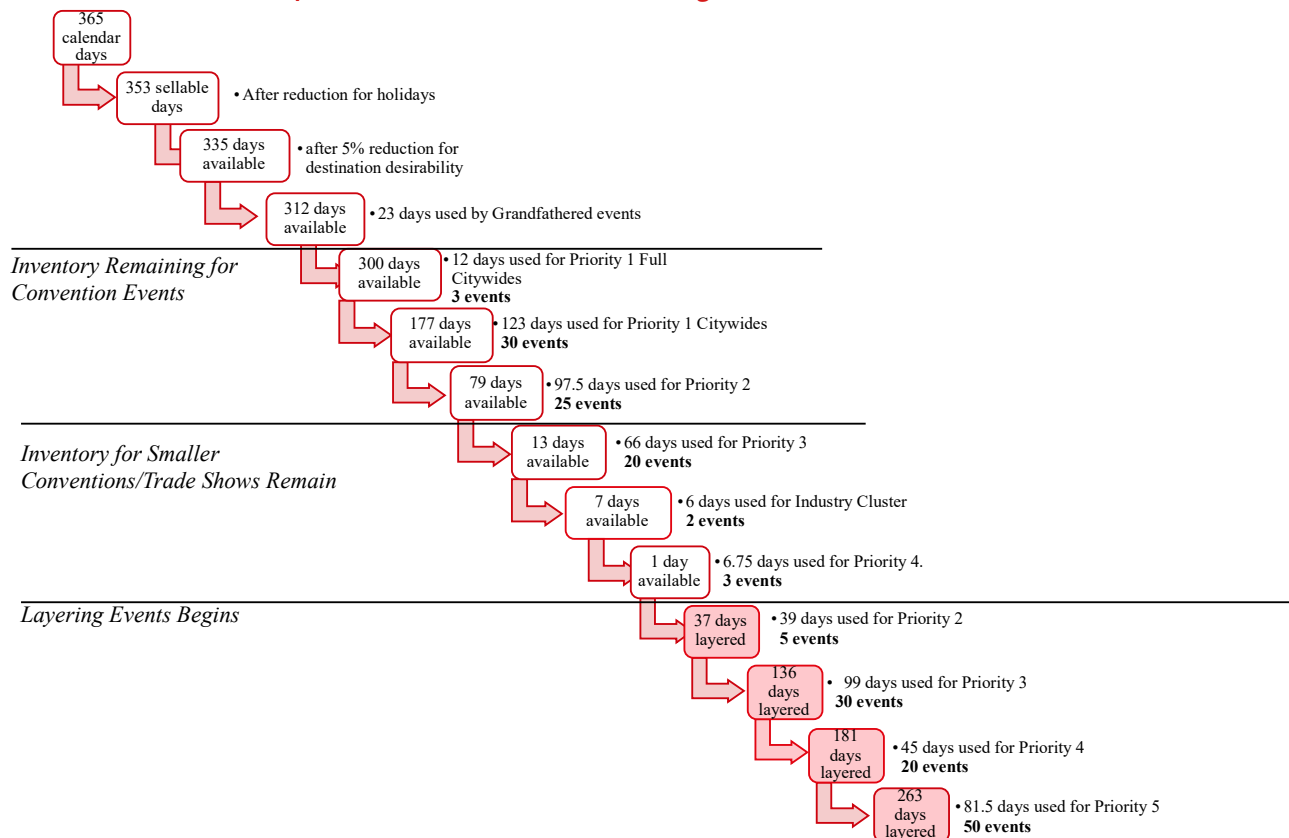 365
calendar
days
353 sellable
days
• After reduction for holidays
335 days
available
• after 5% reduction for
destination desirability
312 days
available
• 23 days used by Grandfathered events
Inventory Remaining for
Convention Events
300 days
available
• 12 days used for Priority 1 Full
Citywides
3 events
177 days
available
• 123 days used for Priority 1 Citywides
30 events
79 days
available
• 97.5 days used for Priority 2
25 events
Inventory for Smaller
Conventions/Trade Shows Remain
13 days
available
• 66 days used for Priority 3
20 events
7 days
available
• 6 days used for Industry Cluster
2 events
1 day
available
• 6.75 days used for Priority 4.
3 events
Layering Events Begins
37 days
layered
• 39 days used for Priority 2
5 events
136
days
layered
• 99 days used for Priority 3
30 events
181
days
layered
• 45 days used for Priority 4
20 events
263
days
layered
• 81.5 days used for Priority 5
50 events